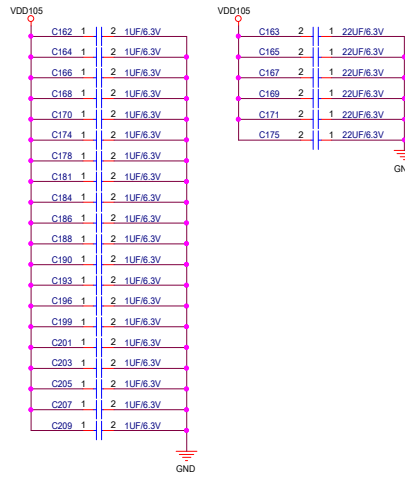 VDD105
C162 1 2 1UF/6.3V
C164 1 2 1UF/6.3V
C166 1 2 1UF/6.3V
C168 1 2 1UF/6.3V
C170 1 2 1UF/6.3V
C174 1 2 1UF/6.3V
C178 1 2 1UF/6.3V
C181 1 2 1UF/6.3V
C184 1 2 1UF/6.3V
C186 1 2 1UF/6.3V
C188 1 2 1UF/6.3V
C190 1 2 1UF/6.3V
C193 1 2 1UF/6.3V
C196 1 2 1UF/6.3V
C199 1 2 1UF/6.3V
C201 1 2 1UF/6.3V
C203 1 2 1UF/6.3V
C205 1 2 1UF/6.3V
C207 1 2 1UF/6.3V
C209 1 2 1UF/6.3V
GND
VDD105
C163 2 1 22UF/6.3V
C165 2 1 22UF/6.3V
C167 2 1 22UF/6.3V
C169 2 1 22UF/6.3V
C171 2 1 22UF/6.3V
C175 2 1 22UF/6.3V
GN